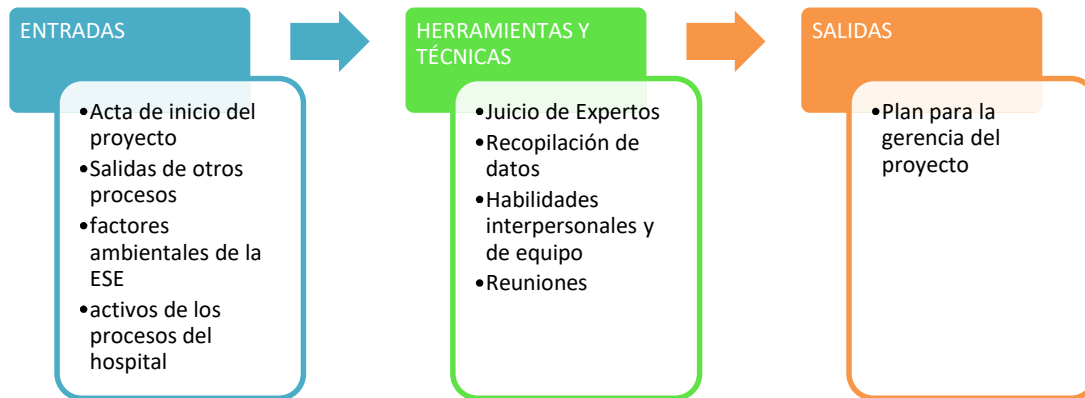 ENTRADAS
•Acta de inicio del
proyecto
•Salidas de otros
procesos
•factores
ambientales de la
ESE
•activos de los
procesos del
hospital
HERRAMIENTAS Y
TÉCNICAS
•Juicio de Expertos
•Recopilación de
datos
•Habilidades
interpersonales y
de equipo
•Reuniones
SALIDAS
•Plan para la
gerencia del
proyecto